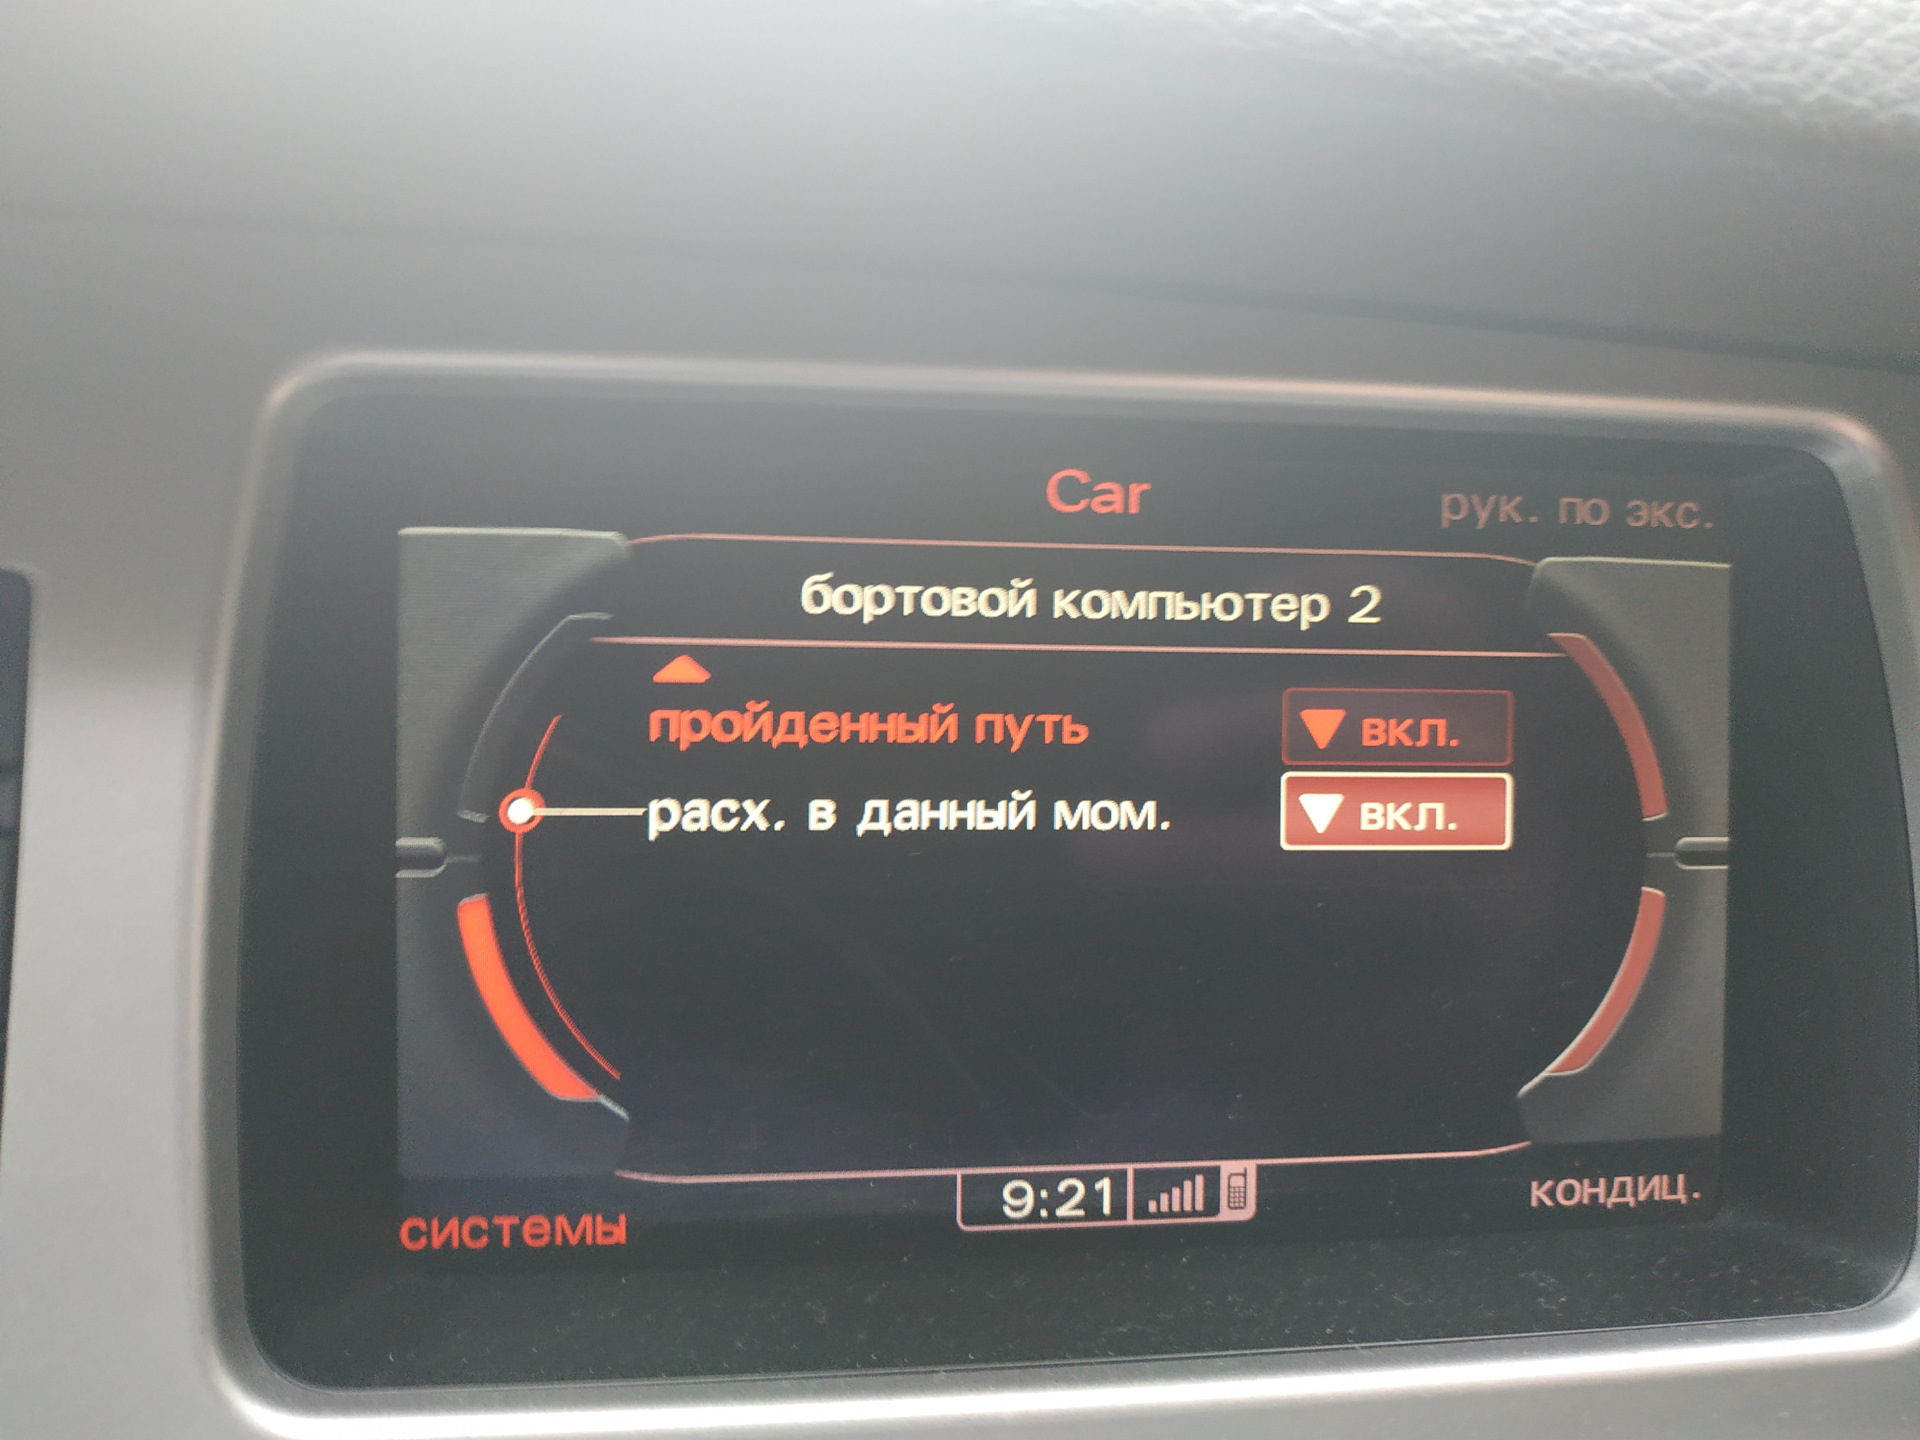 Car
рук. по экс.
бортовой компьютер 2
пройденный путь вкл.
расх. в данный мом. вкл.
9:21
кондиц.
системы